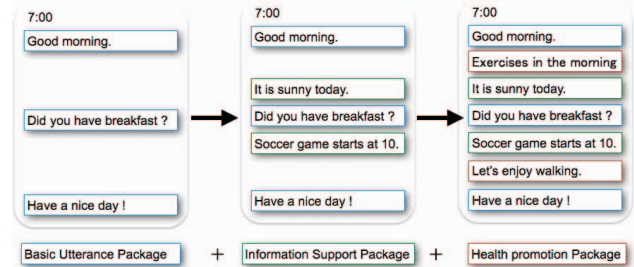 7:00
Good morning.
Did you have breakfast ?
Have a nice day !
7:00
Good morning.
It is sunny today.
Did you have breakfast ?
Soccer game starts at 10.
Have a nice day !
7:00
Good morning.
Exercises in the morning
It is sunny today.
Did you have breakfast ?
Soccer game starts at 10.
Let's enjoy walking.
Have a nice day !
Basic Utterance Package + Information Support Package + Health promotion Package